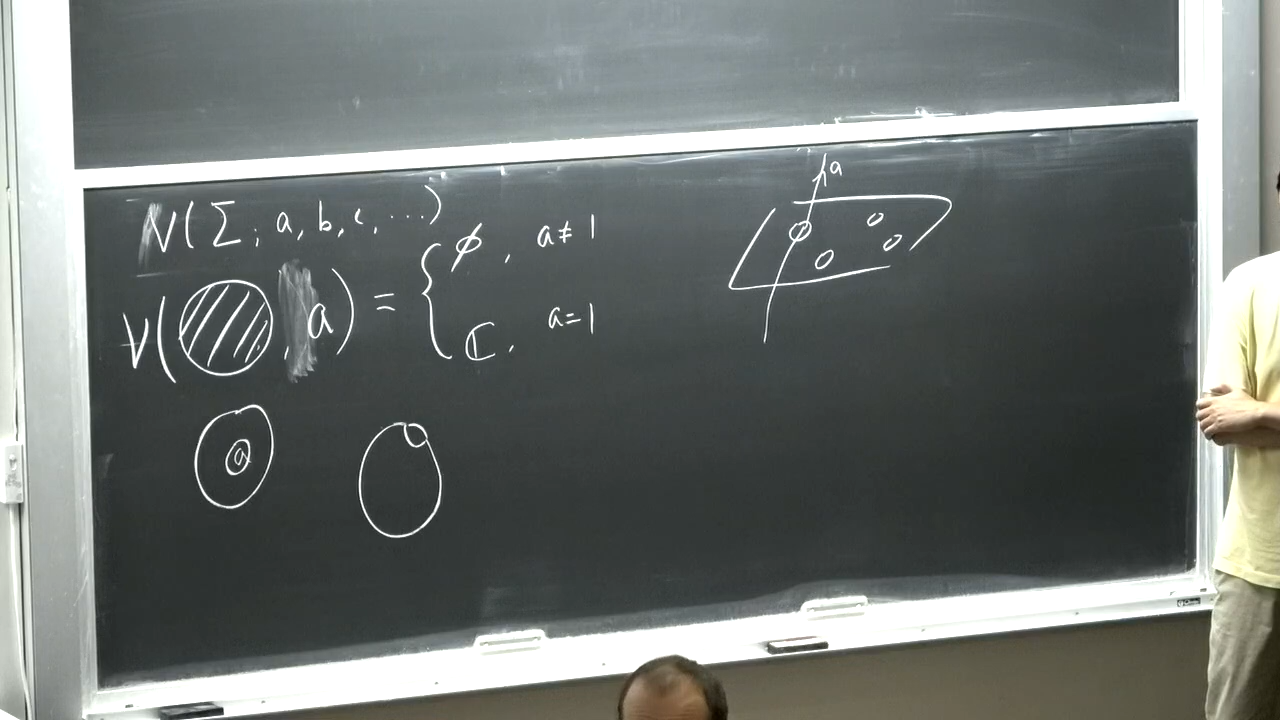 V(Σ; a, b, c, ...)
V( , a) = { ϕ, a ≠ 1
ℂ, a = 1
a
a